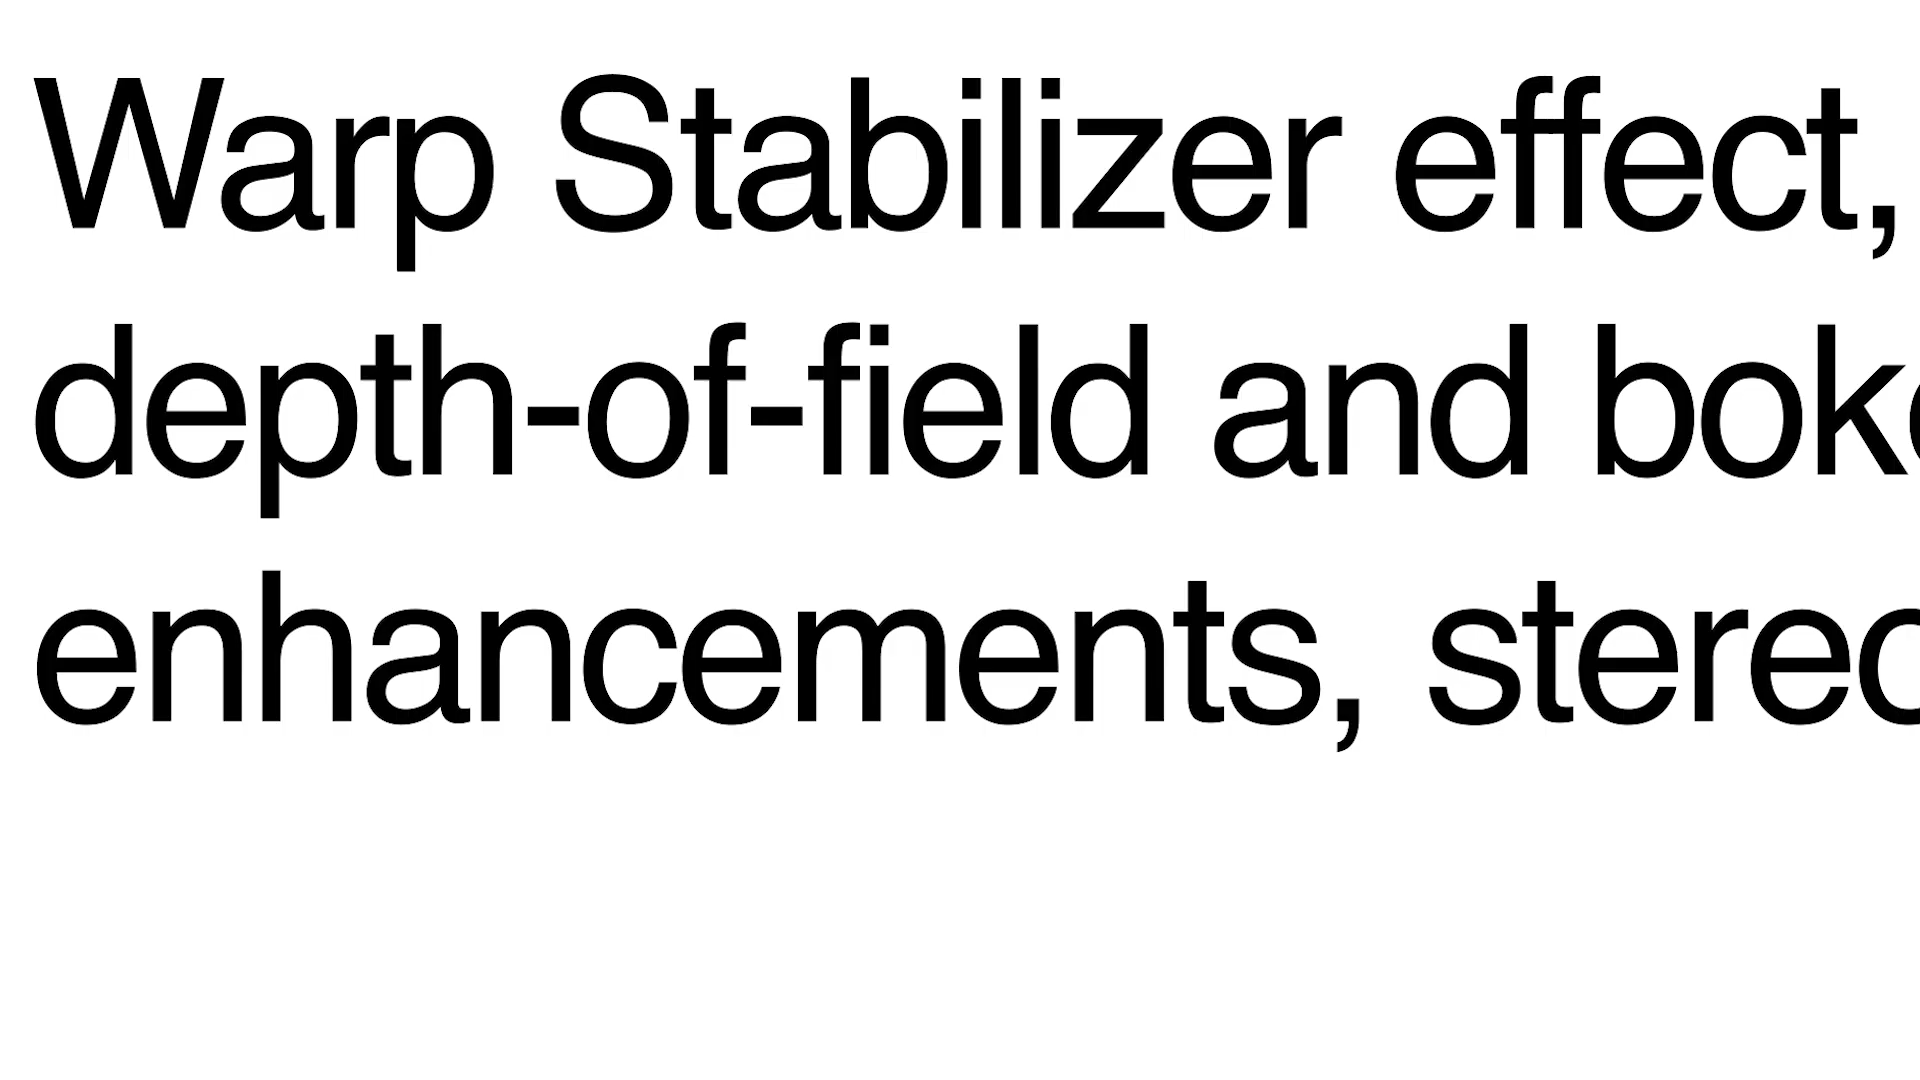 Warp Stabilizer effect,
depth-of-field and
enhancements,